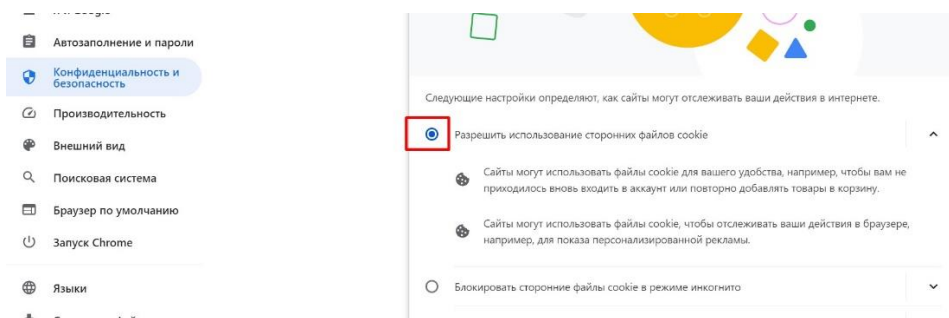 Автозаполнение и пароли
Конфиденциальность и
безопасность
Производительность
Внешний вид
Поисковая система
Браузер по умолчанию
Запуск Chrome
Языки
Следующие настройки определяют, как сайты могут отслеживать ваши действия в интернете.
Разрешить использование сторонних файлов cookie
Сайты могут использовать файлы cookie для вашего удобства, например, чтобы вам не
приходилось вновь входить в аккаунт или повторно добавлять товары в корзину.
Сайты могут использовать файлы cookie, чтобы отслеживать ваши действия в браузере,
например, для показа персонализированной рекламы.
Блокировать сторонние файлы cookie в режиме инкогнито